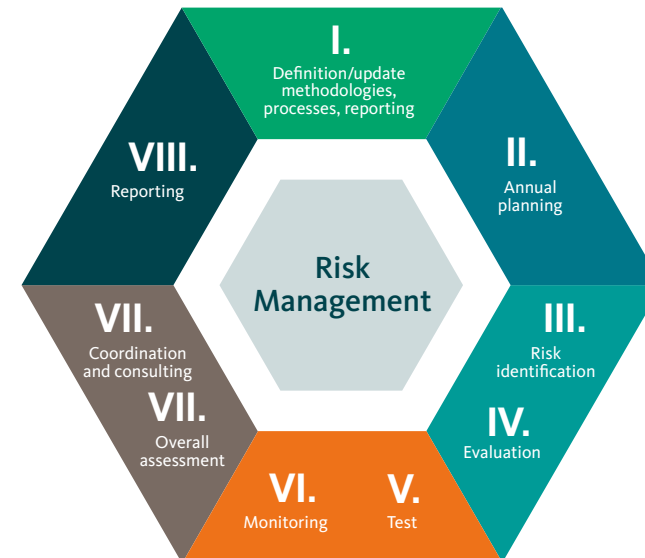 I.
Definition/update
methodologies,
processes, reporting
II.
Annual
planning
III.
Risk
identification
IV.
Evaluation
V.
Test
VI.
Monitoring
VII.
Overall
assessment
VII.
Coordination
and consulting
VIII.
Reporting
Risk
Management